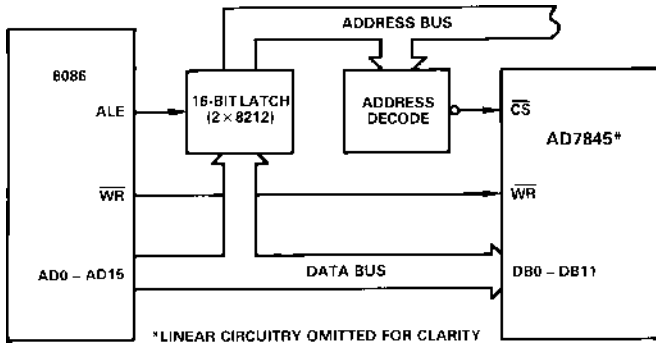 ADDRESS BUS
8086
ALE
16-BIT LATCH
(2 × 8212)
ADDRESS
DECODE
CS
AD7845*
WR
WR
AD0 – AD15
DATA BUS
DB0 – DB11
*LINEAR CIRCUITRY OMITTED FOR CLARITY